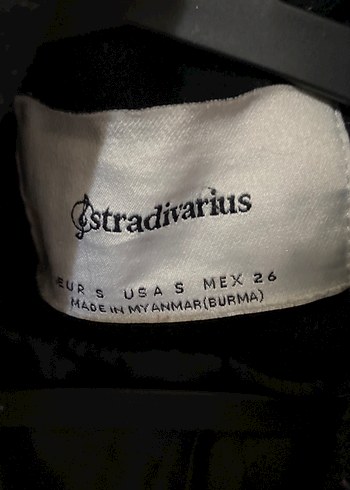 stradivarius
EUR S USA S MEX 26
MADE IN MYANMAR(BURMA)